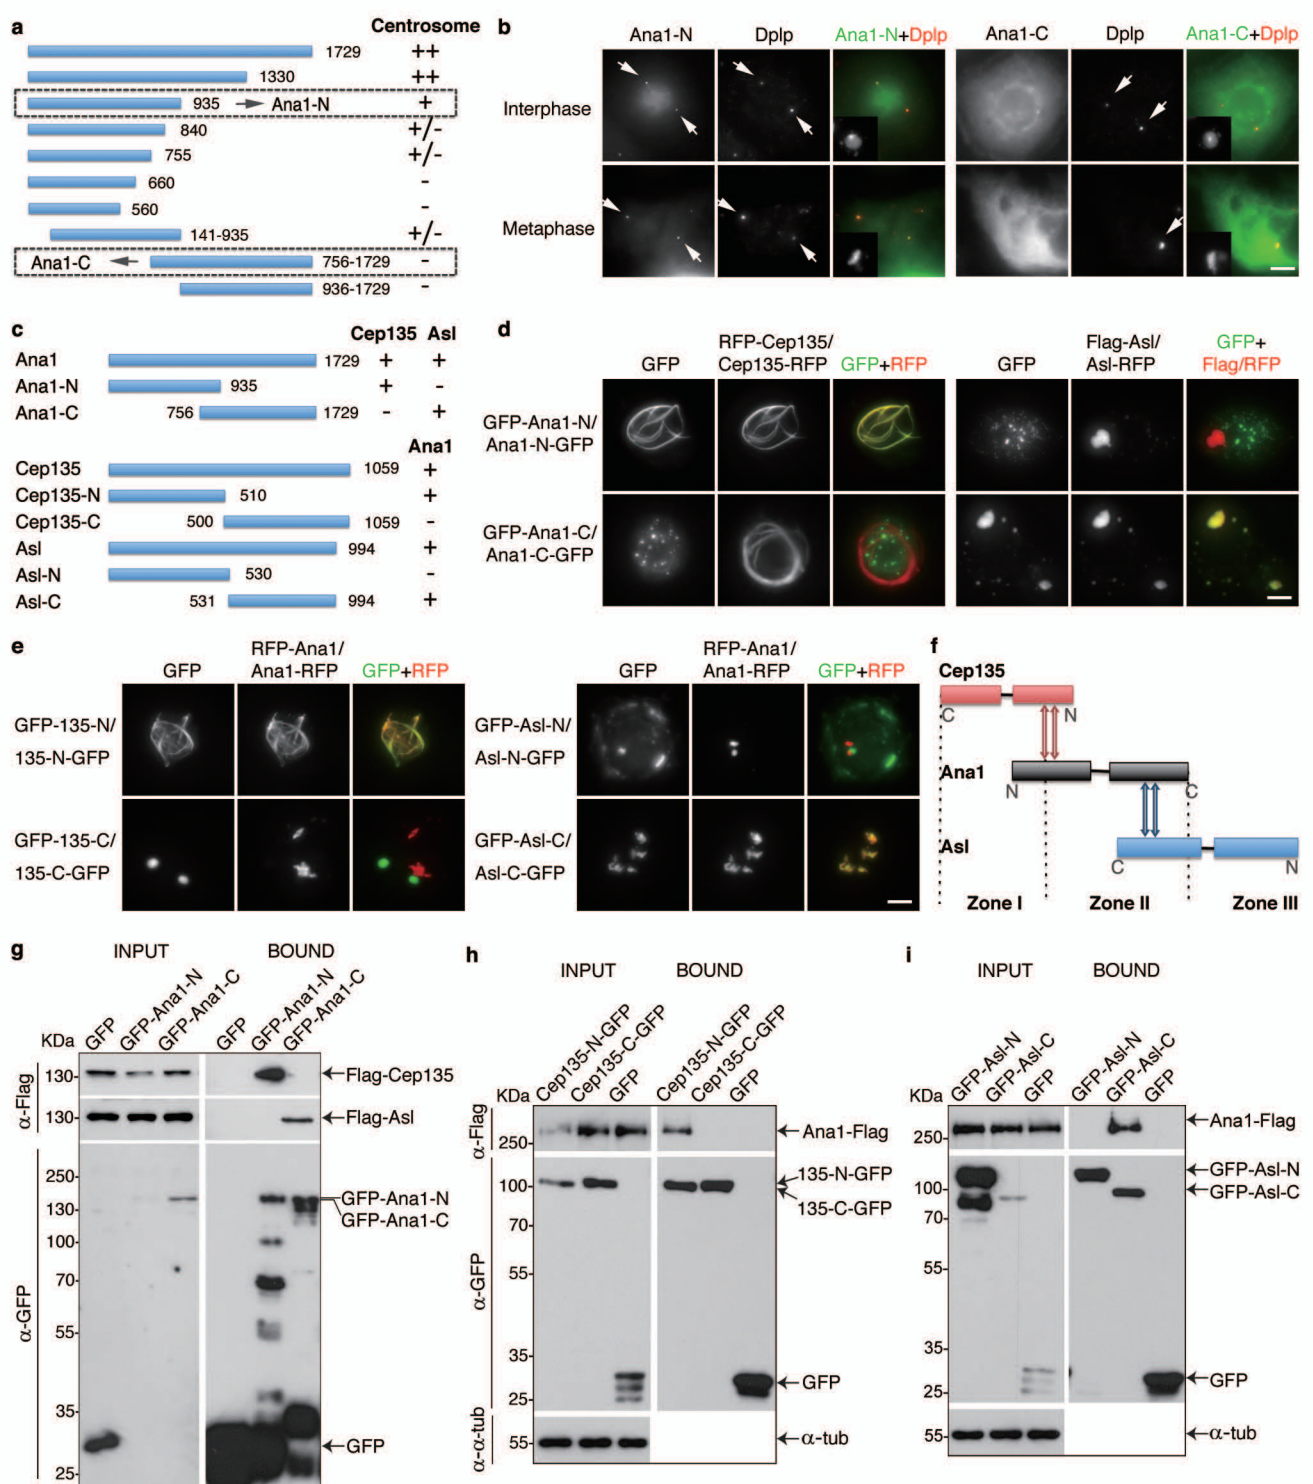 a
Centrosome
1729 ++
1330 ++
935 Ana1-N +
840 +/-
755 +/-
660 -
560 -
141-935 +/-
Ana1-C 756-1729 -
936-1729 -
b
Ana1-N Dplp Ana1-N+Dplp Ana1-C Dplp Ana1-C+Dplp
Interphase
Metaphase
c
Cep135 Asl
Ana1 1729 + +
Ana1-N 935 + -
Ana1-C 756 1729 - +
Ana1
Cep135 1059 +
Cep135-N 510 +
Cep135-C 500 1059 -
Asl 994 +
Asl-N 530 -
Asl-C 531 994 +
d
GFP RFP-Cep135/ Cep135-RFP GFP+RFP GFP Flag-Asl/ Asl-RFP GFP+ Flag/RFP
GFP-Ana1-N/
Ana1-N-GFP
GFP-Ana1-C/
Ana1-C-GFP
e
GFP RFP-Ana1/ Ana1-RFP GFP+RFP
GFP-135-N/
135-N-GFP
GFP-135-C/
135-C-GFP
GFP RFP-Ana1/ Ana1-RFP GFP+RFP
GFP-Asl-N/
Asl-N-GFP
GFP-Asl-C/
Asl-C-GFP
f
Cep135
C N
Ana1
N C
Asl
C N
Zone I Zone II Zone III
g
INPUT BOUND
KDa GFP GFP-Ana1-N GFP-Ana1-C GFP GFP-Ana1-N GFP-Ana1-C
α-Flag
130- Flag-Cep135
130- Flag-Asl
α-GFP
250-
130-
GFP-Ana1-N
GFP-Ana1-C
100-
70-
55-
35-
GFP
25-
h
INPUT BOUND
KDa Cep135-N-GFP Cep135-C-GFP GFP Cep135-N-GFP Cep135-C-GFP GFP
α-Flag
250- Ana1-Flag
α-GFP
100- 135-N-GFP
135-C-GFP
70-
55-
35-
GFP
25-
α-α-tub
55- α-tub
i
INPUT BOUND
KDa GFP-Asl-N GFP-Asl-C GFP GFP-Asl-N GFP-Asl-C GFP
Ana1-Flag
250-
GFP-Asl-N
100- GFP-Asl-C
70-
55-
35-
GFP
25-
55- α-tub